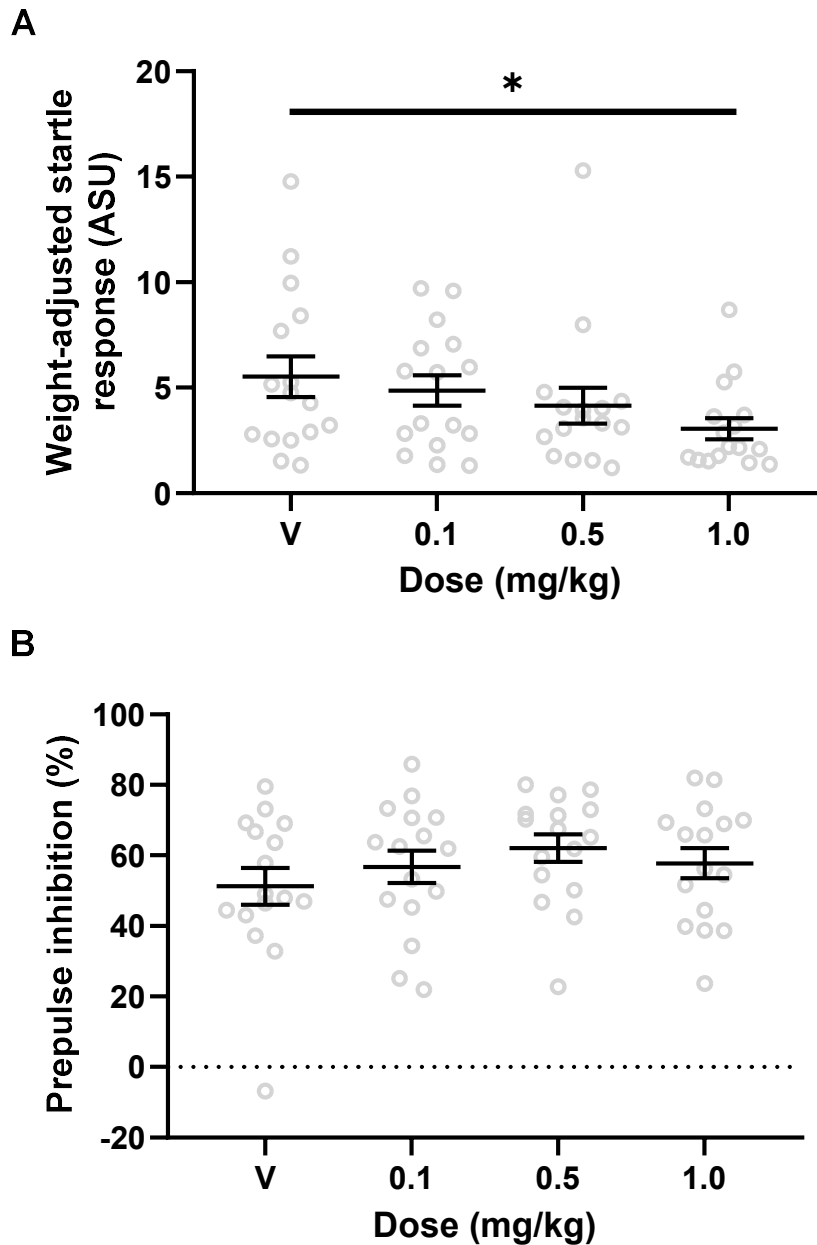 A
Weight-adjusted startle
response (ASU)
20
15
10
5
0
*
V 0.1 0.5 1.0
Dose (mg/kg)
B
Prepulse inhibition (%)
100
80
60
40
20
0
-20
V 0.1 0.5 1.0
Dose (mg/kg)